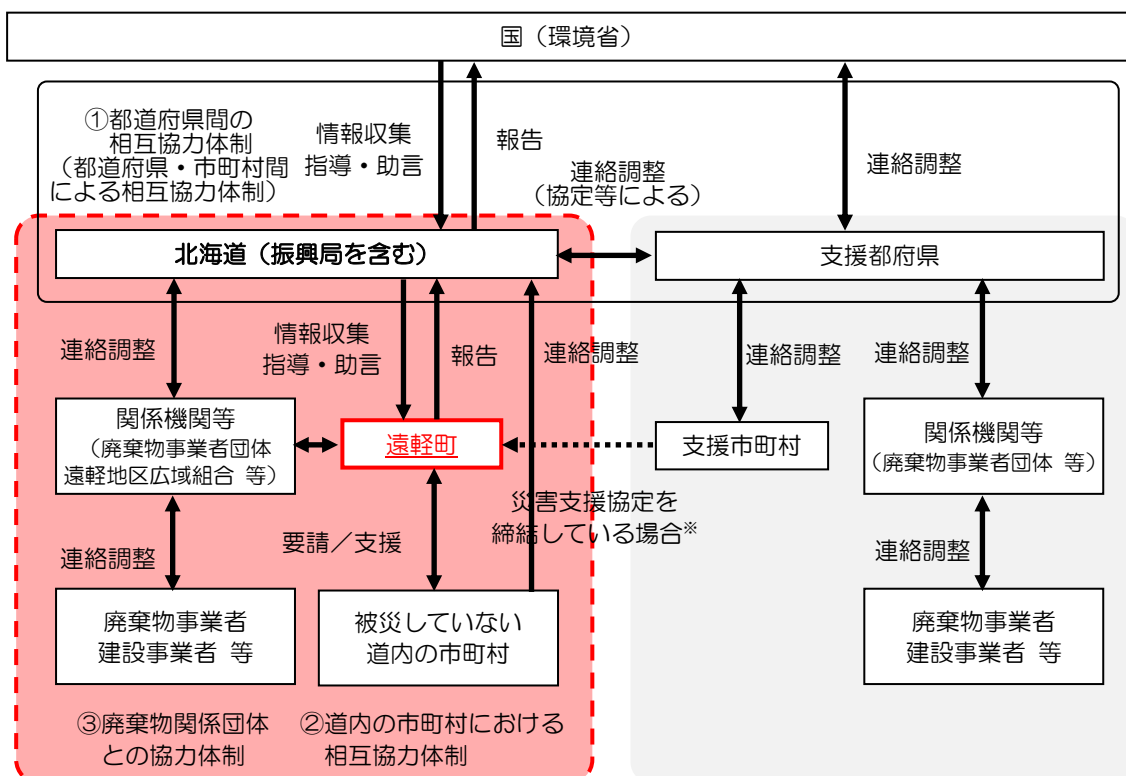 国（環境省）
①都道府県間の
相互協力体制
（都道府県・市町村間
による相互協力体制）
情報収集
指導・助言
報告
連絡調整
（協定等による）
連絡調整
北海道（振興局を含む）
支援都府県
連絡調整
情報収集
指導・助言
報告
連絡調整
連絡調整
連絡調整
関係機関等
（廃棄物事業者団体
遠軽地区広域組合 等）
遠軽町
支援市町村
関係機関等
（廃棄物事業者団体 等）
災害支援協定を
締結している場合※
連絡調整
要請／支援
連絡調整
廃棄物事業者
建設事業者 等
被災していない
道内の市町村
廃棄物事業者
建設事業者 等
③廃棄物関係団体
との協力体制
②道内の市町村における
相互協力体制